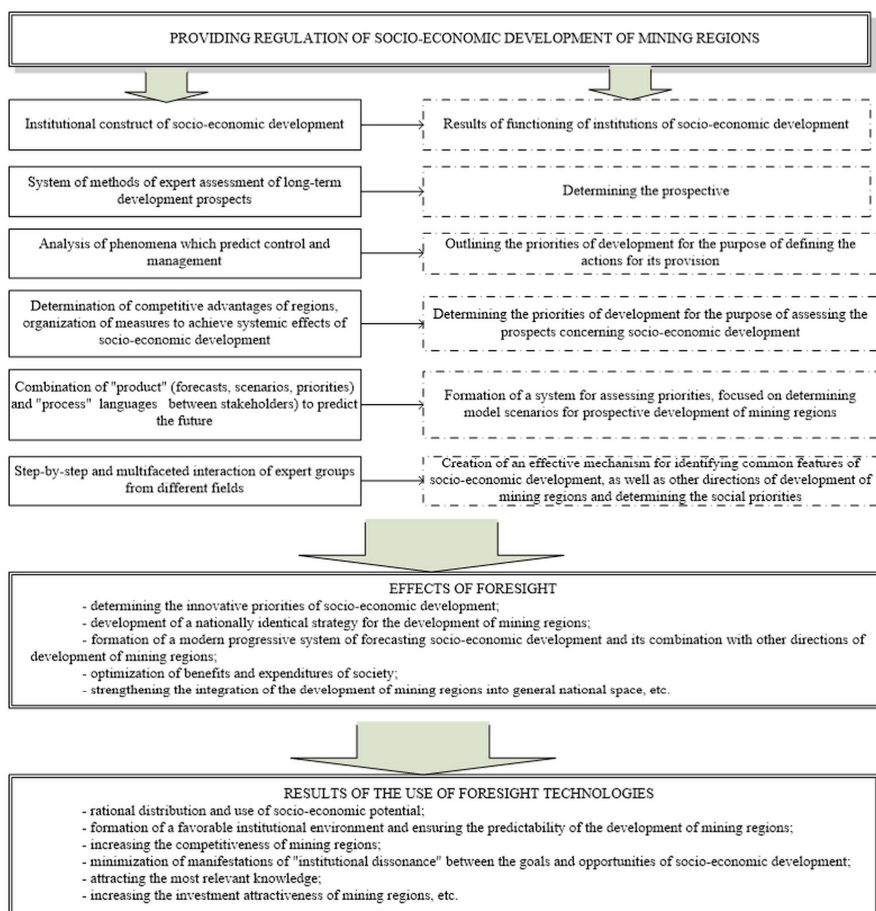 PROVIDING REGULATION OF SOCIO-ECONOMIC DEVELOPMENT OF MINING REGIONS
Institutional construct of socio-economic development
Results of functioning of institutions of socio-economic development
System of methods of expert assessment of long-term
development prospects
Determining the prospective
Analysis of phenomena which predict control and
management
Outlining the priorities of development for the purpose of defining the
actions for its provision
Determination of competitive advantages of regions,
organization of measures to achieve systemic effects of
socio-economic development
Determining the priorities of development for the purpose of assessing the
prospects concerning socio-economic development
Combination of "product" (forecasts, scenarios, priorities)
and "process" languages between stakeholders) to predict
the future
Formation of a system for assessing priorities, focused on determining
model scenarios for prospective development of mining regions
Step-by-step and multifaceted interaction of expert groups
from different fields
Creation of an effective mechanism for identifying common features of
socio-economic development, as well as other directions of development of
mining regions and determining the social priorities
EFFECTS OF FORESIGHT
- determining the innovative priorities of socio-economic development;
- development of a nationally identical strategy for the development of mining regions;
- formation of a modern progressive system of forecasting socio-economic development and its combination with other directions of
development of mining regions;
- optimization of benefits and expenditures of society;
- strengthening the integration of the development of mining regions into general national space, etc.
RESULTS OF THE USE OF FORESIGHT TECHNOLOGIES
- rational distribution and use of socio-economic potential;
- formation of a favorable institutional environment and ensuring the predictability of the development of mining regions;
- increasing the competitiveness of mining regions;
- minimization of manifestations of "institutional dissonance" between the goals and opportunities of socio-economic development;
- attracting the most relevant knowledge;
- increasing the investment attractiveness of mining regions, etc.